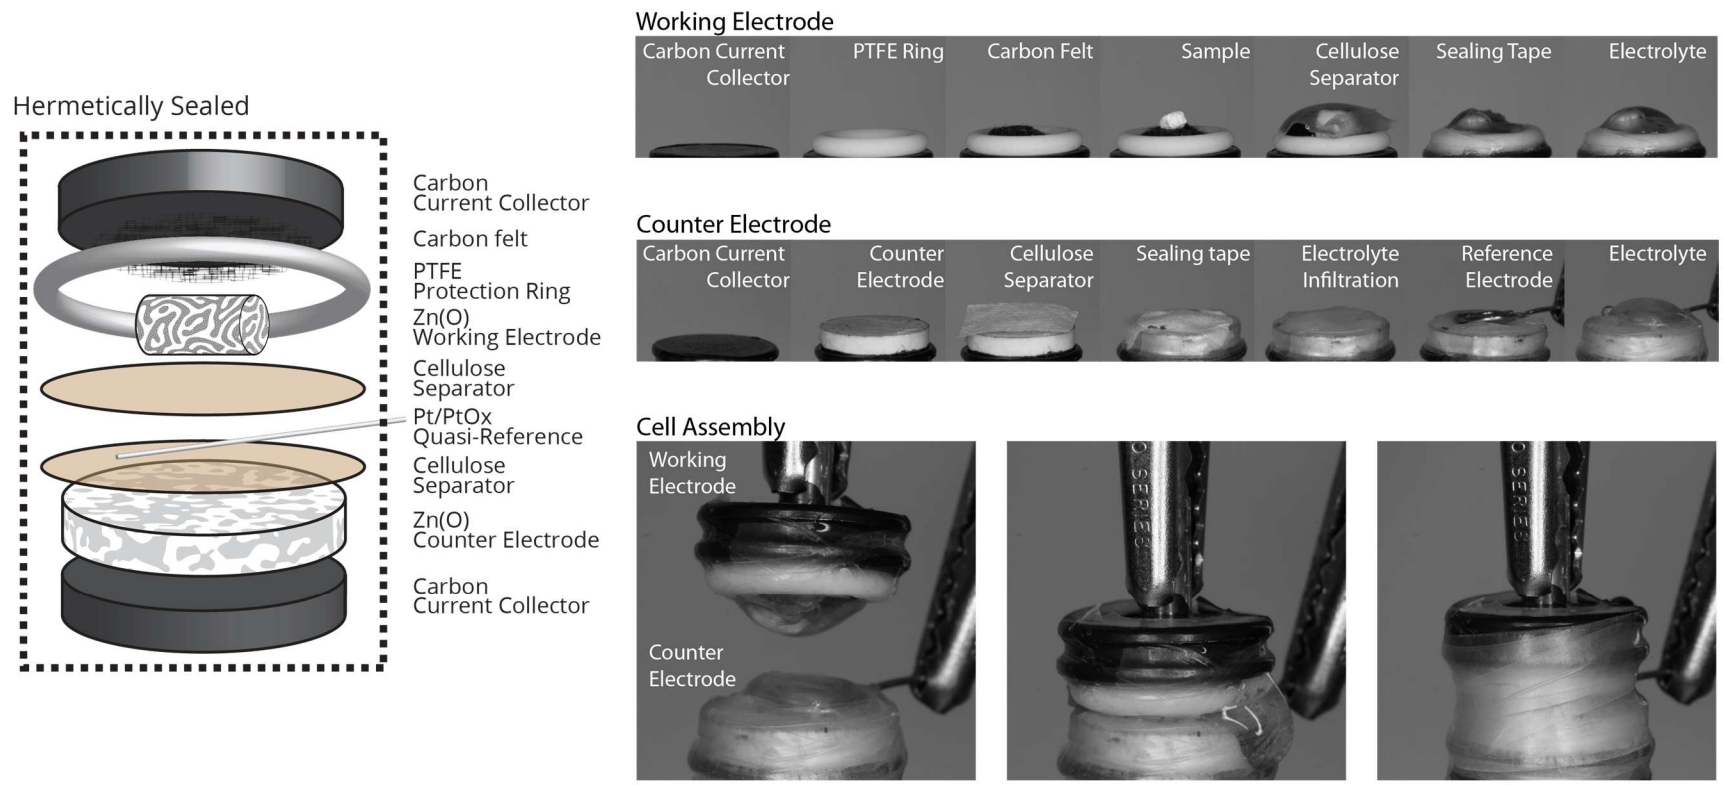 Hermetically Sealed
Carbon
Current Collector
Carbon felt
PTFE
Protection Ring
Zn(O)
Working Electrode
Cellulose
Separator
Pt/PtOx
Quasi-Reference
Cellulose
Separator
Zn(O)
Counter Electrode
Carbon
Current Collector
Working Electrode
Carbon Current
Collector
PTFE Ring
Carbon Felt
Sample
Cellulose
Separator
Sealing Tape
Electrolyte
Counter Electrode
Carbon Current
Collector
Counter
Electrode
Cellulose
Separator
Sealing tape
Electrolyte
Infiltration
Reference
Electrode
Electrolyte
Cell Assembly
Working
Electrode
Counter
Electrode
O SERIES
O SERIES